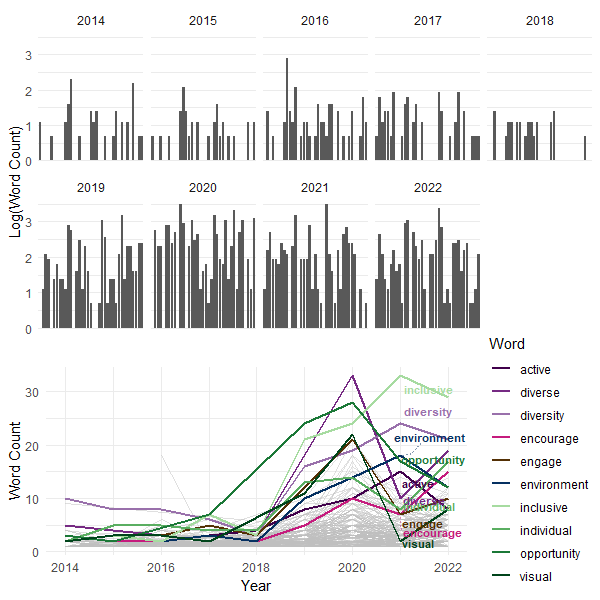 2014 2015 2016 2017 2018
3
2
1
0
Log(Word Count)
2019 2020 2021 2022
3
2
1
0
Word
active
diverse
diversity
encourage
engage
environment
inclusive
individual
opportunity
visual
30
20
10
0
Word Count
inclusive
diversity
environment
opportunity
active
diverse
individual
engage
encourage
visual
2014 2016 2018 2020 2022
Year